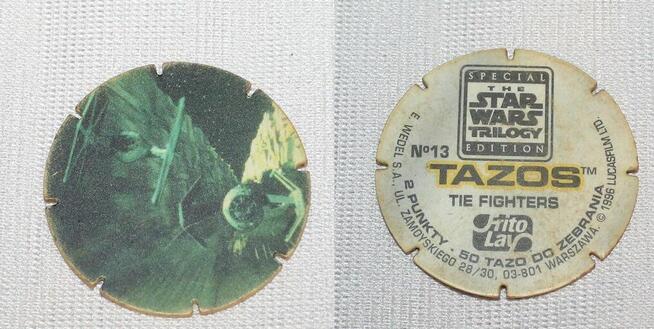 SPECIAL
THE
STAR
WARS
TRILOGY
EDITION
Nº13
TAZOS™
TIE FIGHTERS
Frito
Lay
2 PUNKTY - 50 TAZO DO ZEBRANIA
E. WEDEL S.A., UL. ZAMOYSKIEGO 28/30, 03-801 WARSZAWA. © 1996 LUCASFILM LTD.